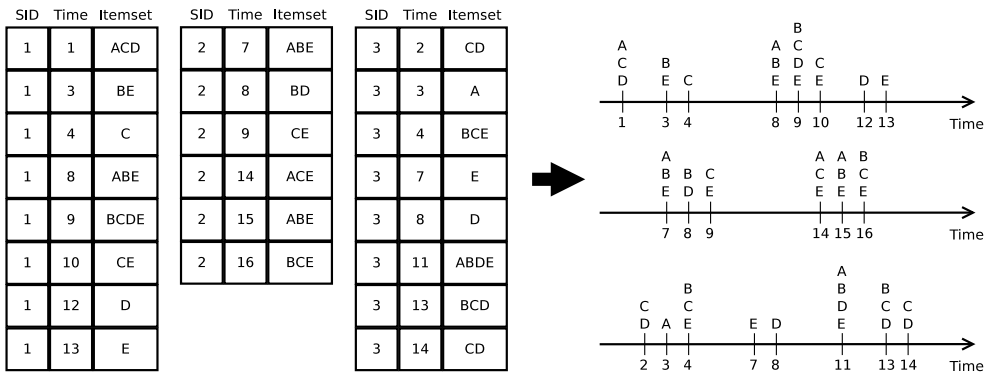 SID Time Itemset
1 1 ACD
1 3 BE
1 4 C
1 8 ABE
1 9 BCDE
1 10 CE
1 12 D
1 13 E
SID Time Itemset
2 7 ABE
2 8 BD
2 9 CE
2 14 ACE
2 15 ABE
2 16 BCE
SID Time Itemset
3 2 CD
3 3 A
3 4 BCE
3 7 E
3 8 D
3 11 ABDE
3 13 BCD
3 14 CD
B
A A C
C B B D C
D E C E E E D E
1 3 4 8 9 10 12 13
Time
A A A B
B B C C B C
E D E E E E
7 8 9 14 15 16
Time
A
B B B
C C D C C
D A E E D E D D
2 3 4 7 8 11 13 14
Time